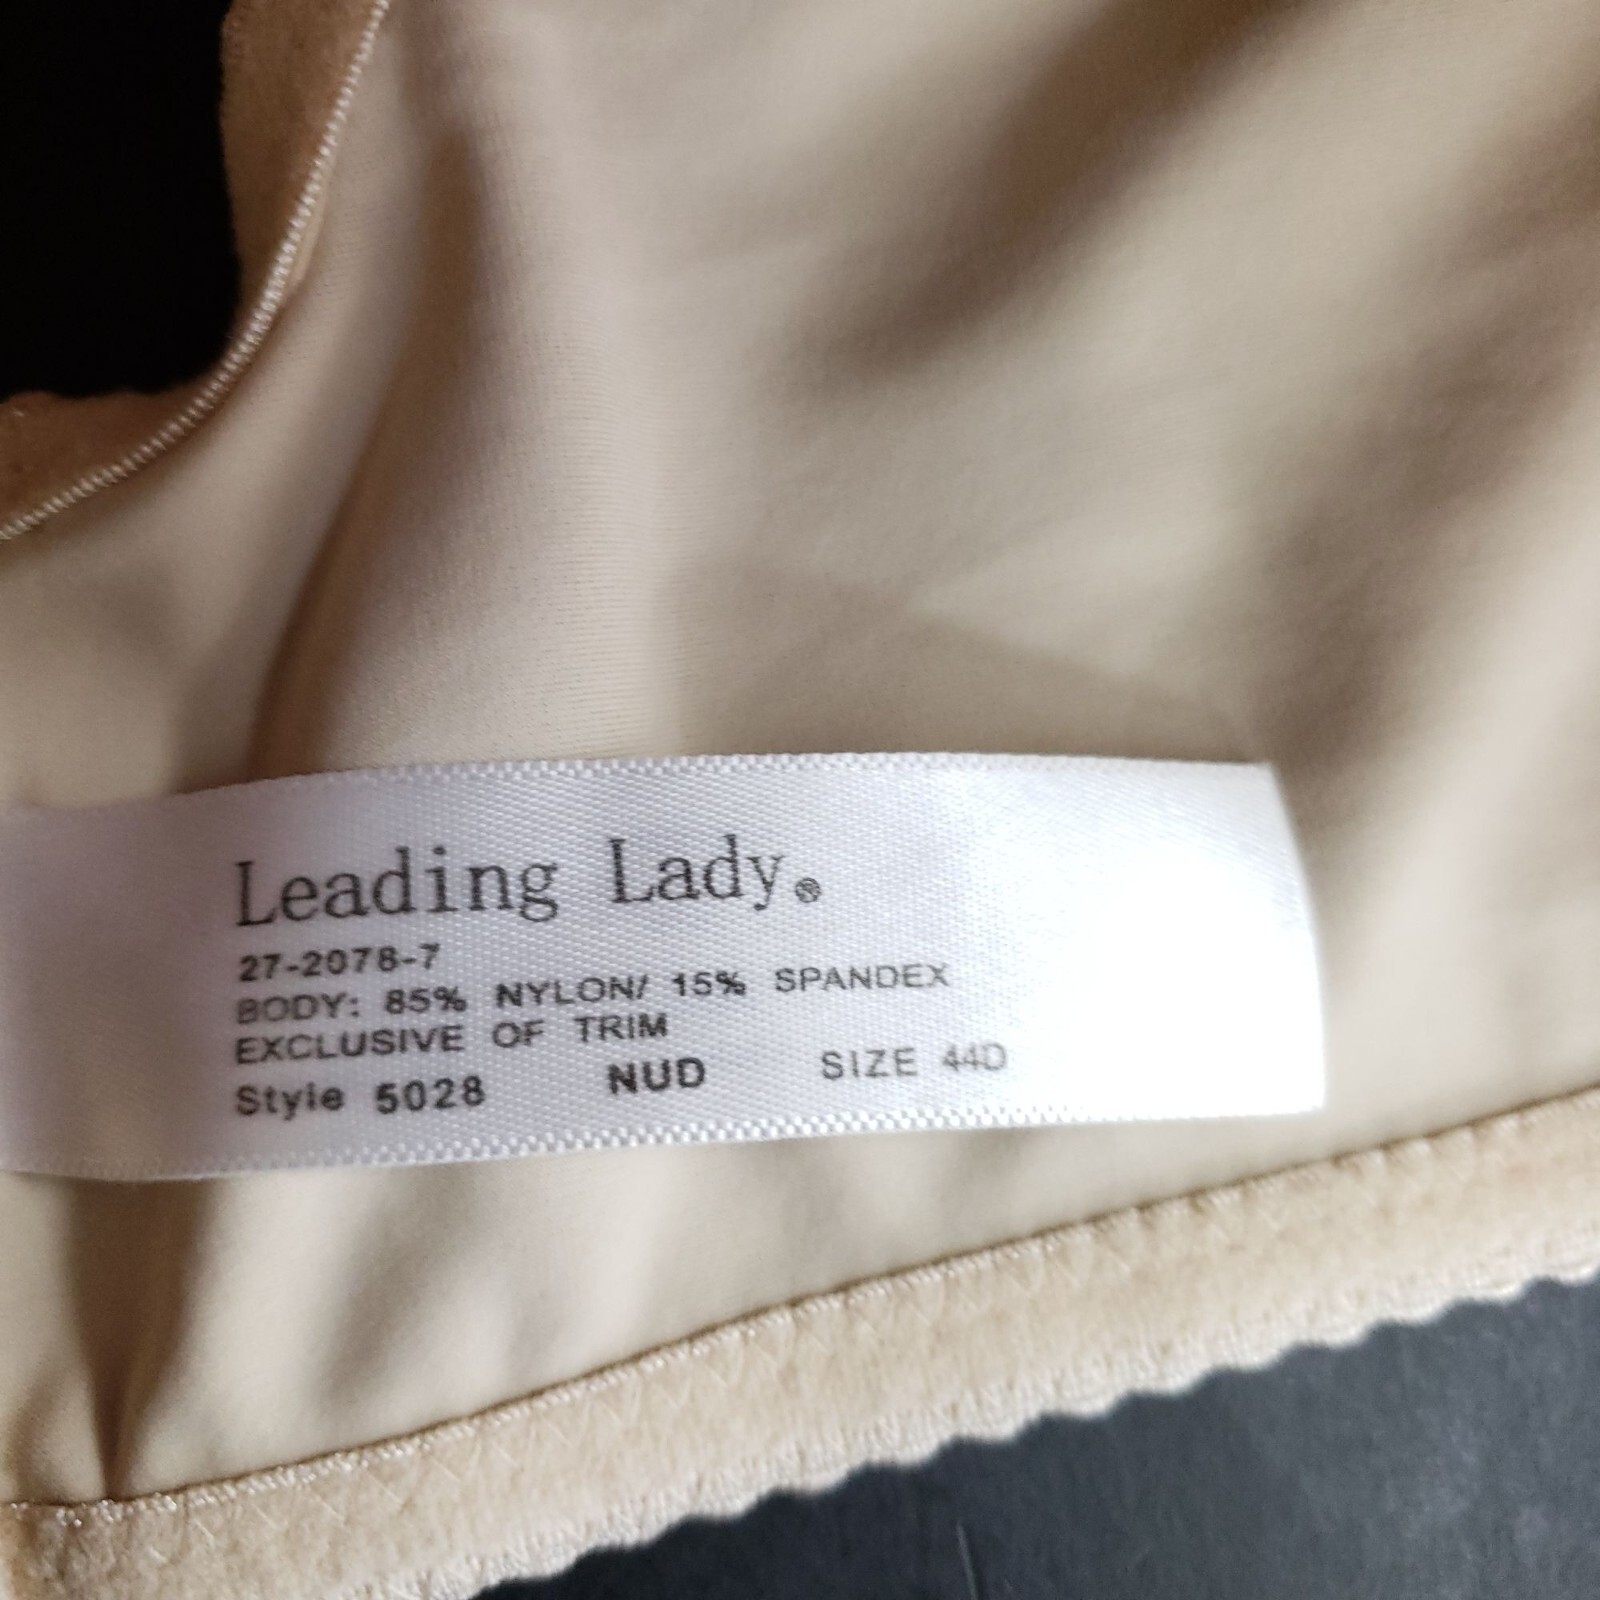 Leading Lady®
27-2078-7
BODY: 85% NYLON/ 15% SPANDEX
EXCLUSIVE OF TRIM
Style 5028 NUD SIZE 44D